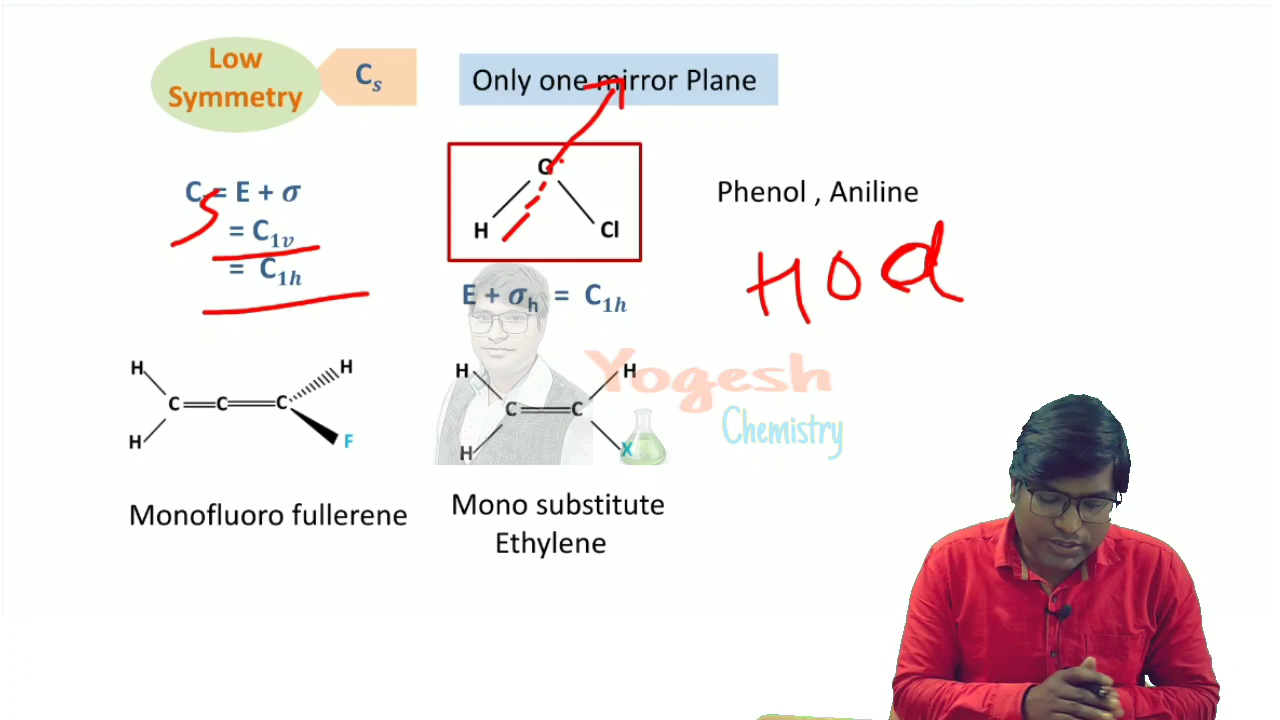 Low
Symmetry
Cₛ
Only one mirror Plane
Cₛ = E + σ
= C₁ᵥ
= C₁ₕ
O
H Cl
E + σₕ = C₁ₕ
Phenol , Aniline
HOd
H H
C C C
H F
Monofluoro fullerene
H H
C C
H X
Mono substitute
Ethylene
Yogesh
Chemistry